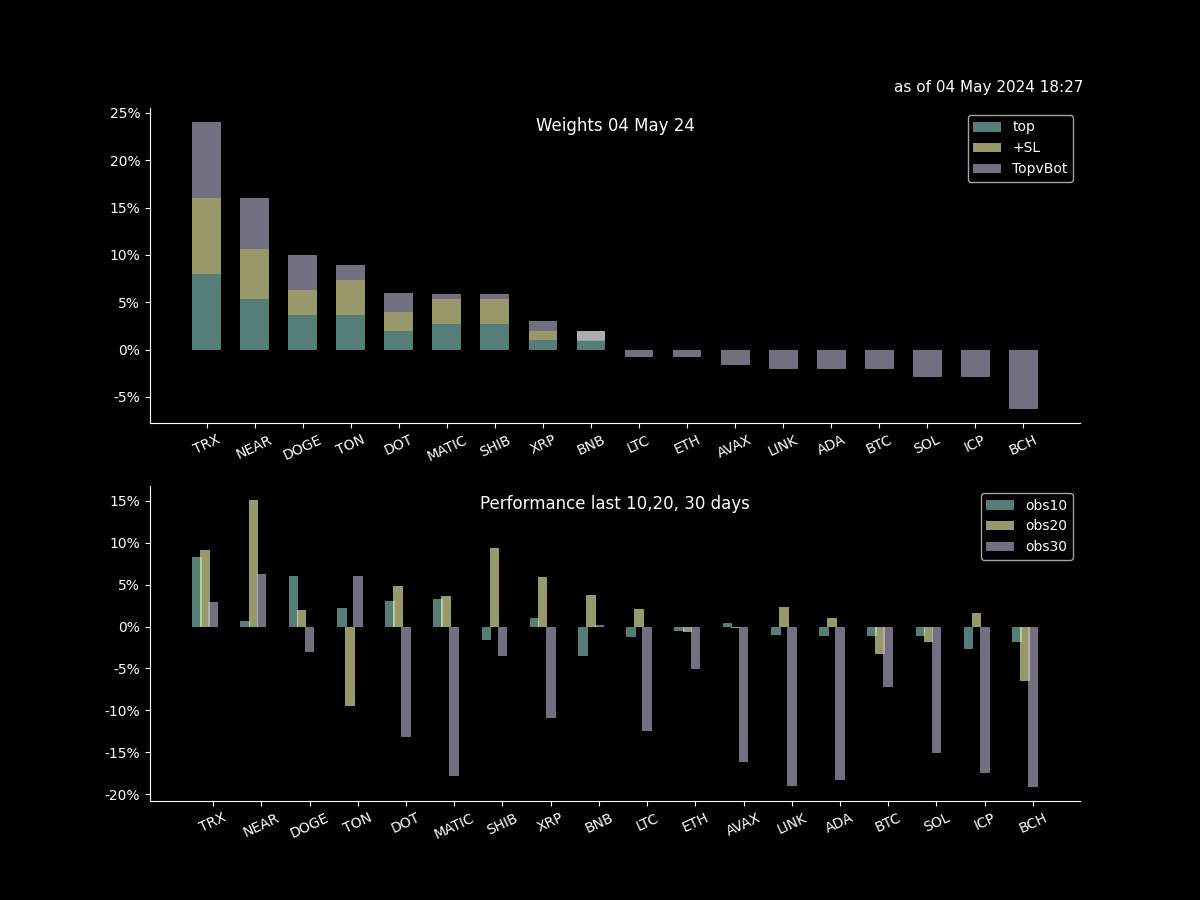 as of 04 May 2024 18:27
Weights 04 May 24
top
+SL
TopvBot
25%
20%
15%
10%
5%
0%
-5%
TRX NEAR DOGE TON DOT MATIC SHIB XRP BNB LTC ETH AVAX LINK ADA BTC SOL ICP BCH
Performance last 10,20, 30 days
obs10
obs20
obs30
15%
10%
5%
0%
-5%
-10%
-15%
-20%
TRX NEAR DOGE TON DOT MATIC SHIB XRP BNB LTC ETH AVAX LINK ADA BTC SOL ICP BCH